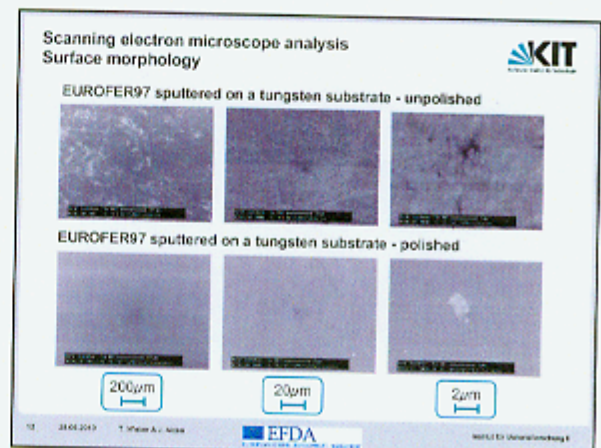 Scanning electron microscope analysis
Surface morphology
KIT
EUROFER97 sputtered on a tungsten substrate - unpolished
EUROFER97 sputtered on a tungsten substrate - polished
200μm
20μm
2μm
EFDA